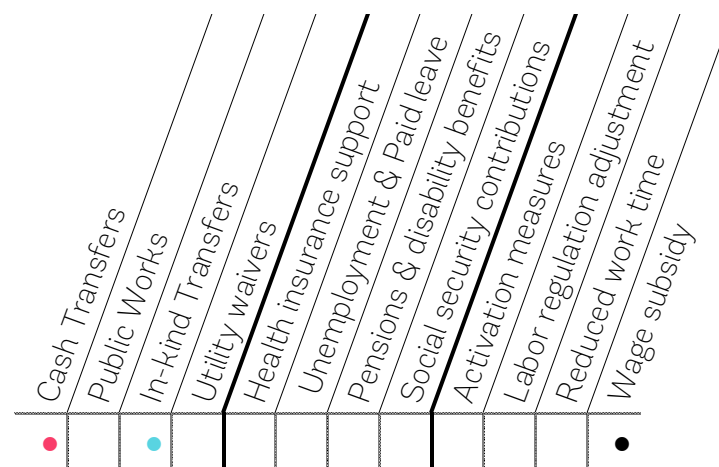 Cash Transfers
Public Works
In-kind Transfers
Utility waivers
Health insurance support
Unemployment & Paid leave
Pensions & disability benefits
Social security contributions
Activation measures
Labor regulation adjustment
Reduced work time
Wage subsidy